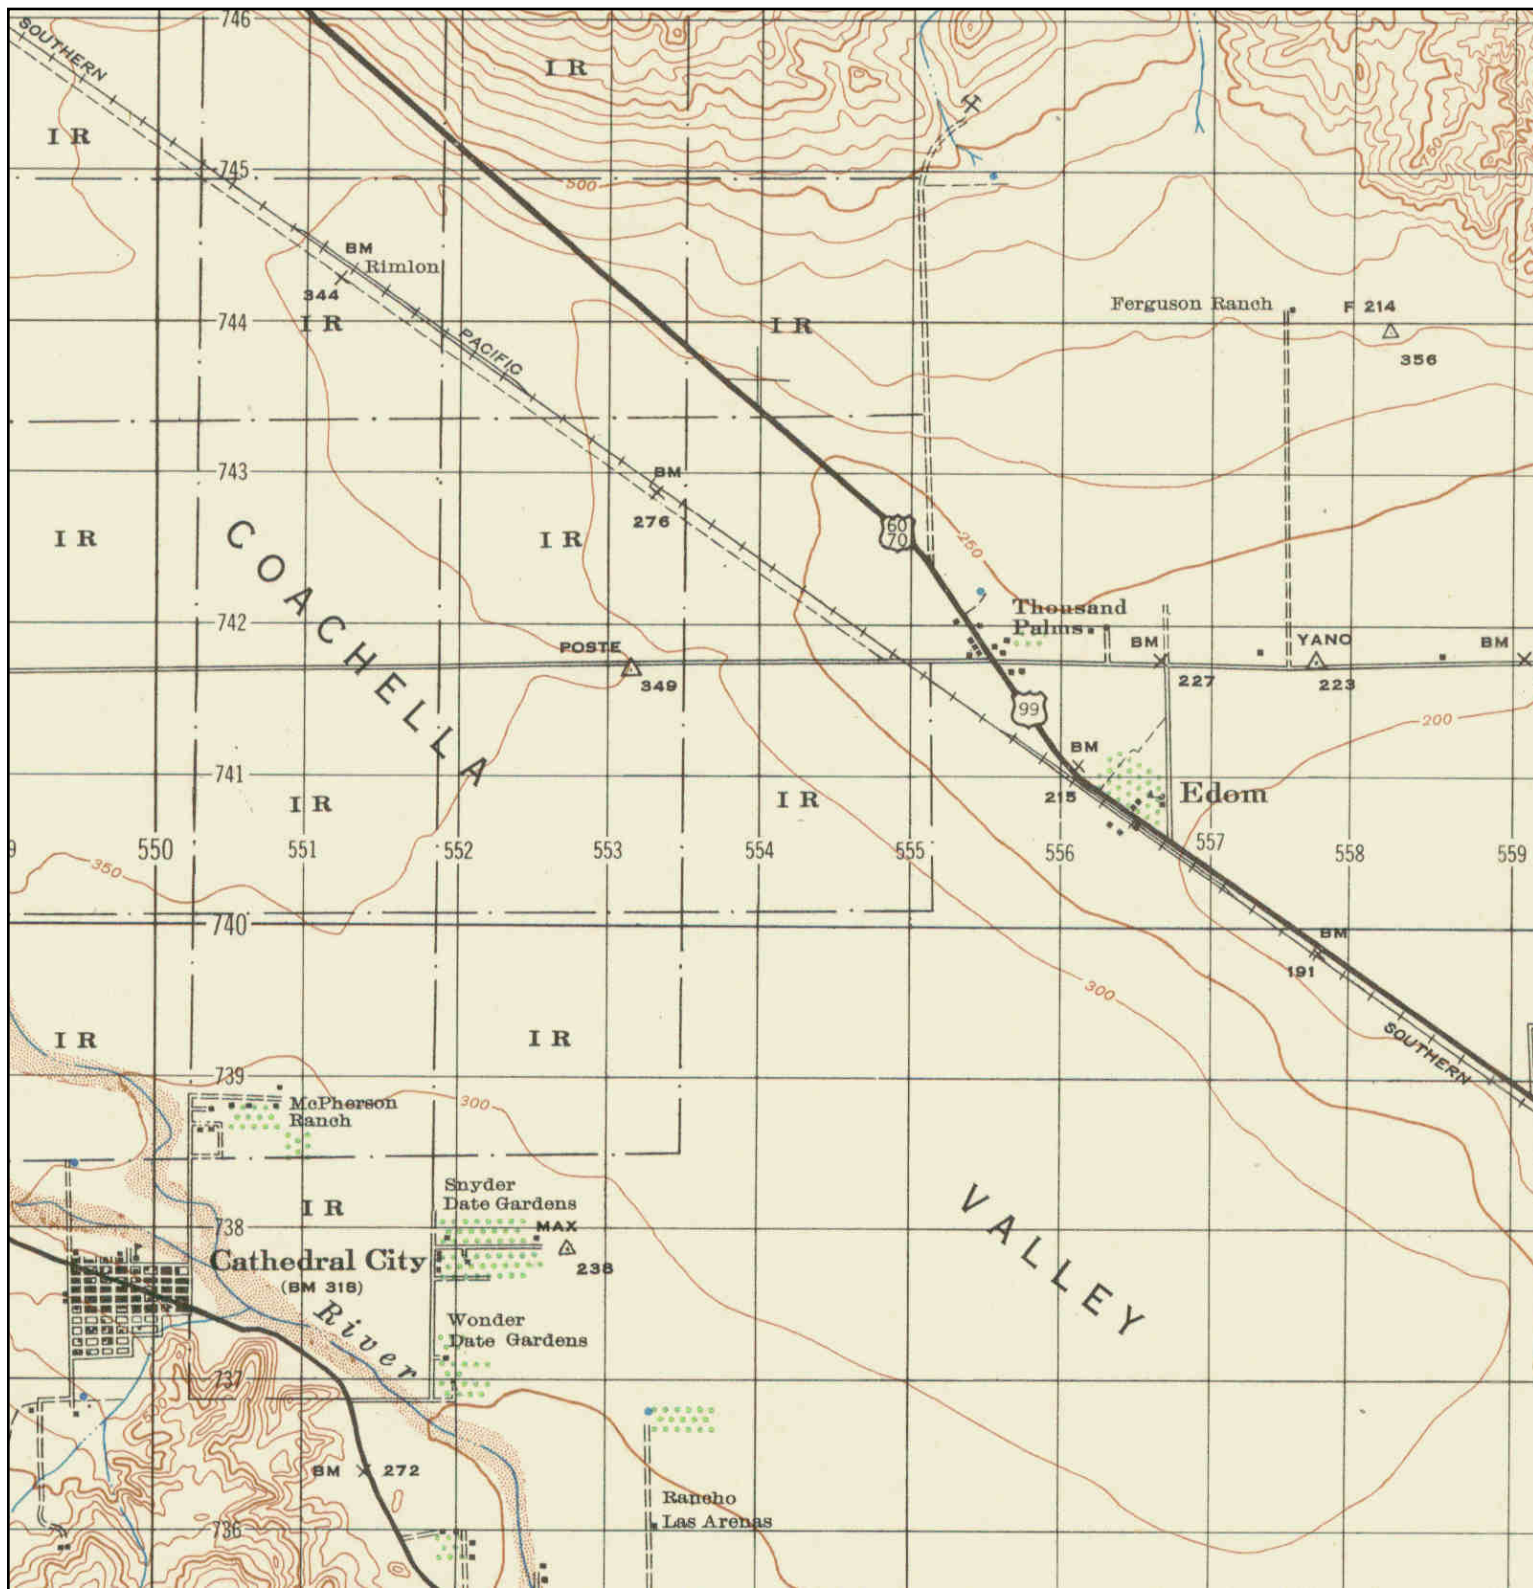 746
SOUTHERN
I R
I R
745
500
750
BM
Rimlon
344
I R
744
PACIFIC
I R
Ferguson Ranch
F 214
356
743
BM
276
I R
I R
60
70
250
COACHELLA
742
Thousand
Palms
POSTE
349
BM
227
YANO
223
BM
99
200
741
BM
215
Edom
I R
I R
9
550
551
552
553
554
555
556
557
558
559
350
740
BM
191
300
I R
I R
SOUTHERN
739
McPherson
Ranch
300
Snyder
Date Gardens
I R
738
MAX
238
Cathedral City
(BM 318)
VALLEY
River
Wonder
Date Gardens
737
500
BM 272
Rancho
Las Arenas
736